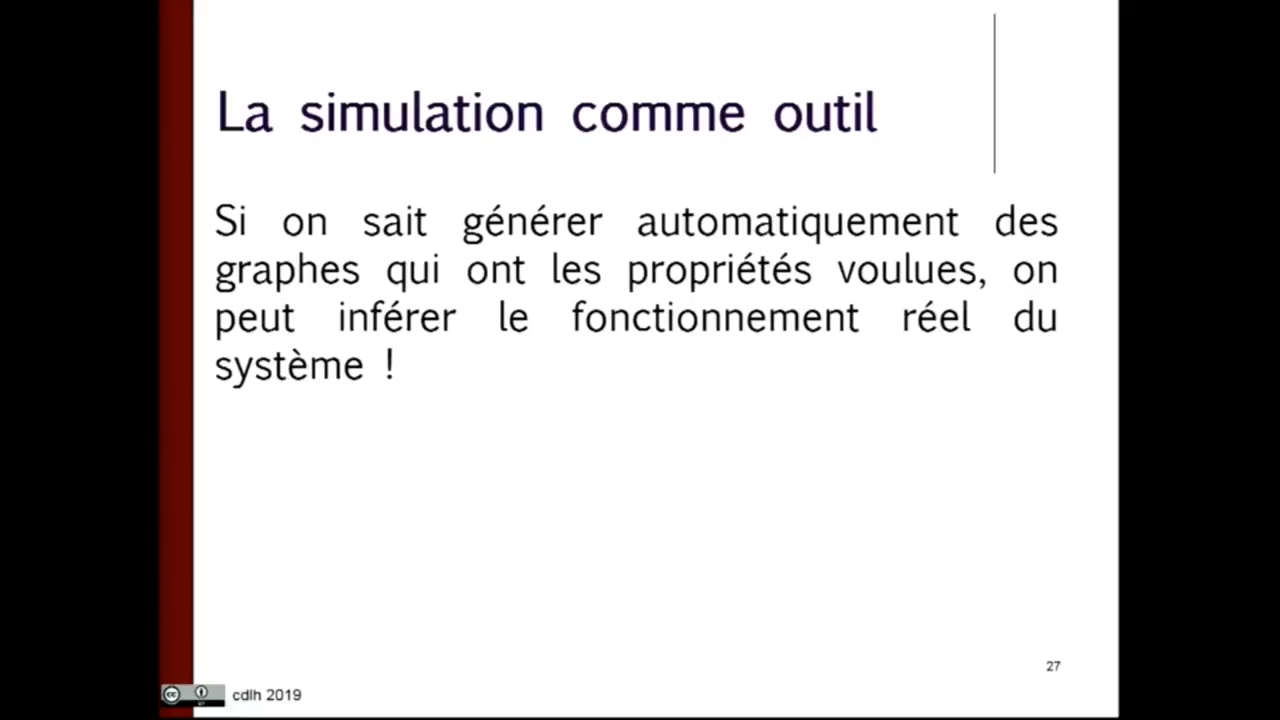 La simulation comme outil
Si on sait générer automatiquement des
graphes qui ont les propriétés voulues, on
peut inférer le fonctionnement réel du
système !
27
cc
cdlh 2019